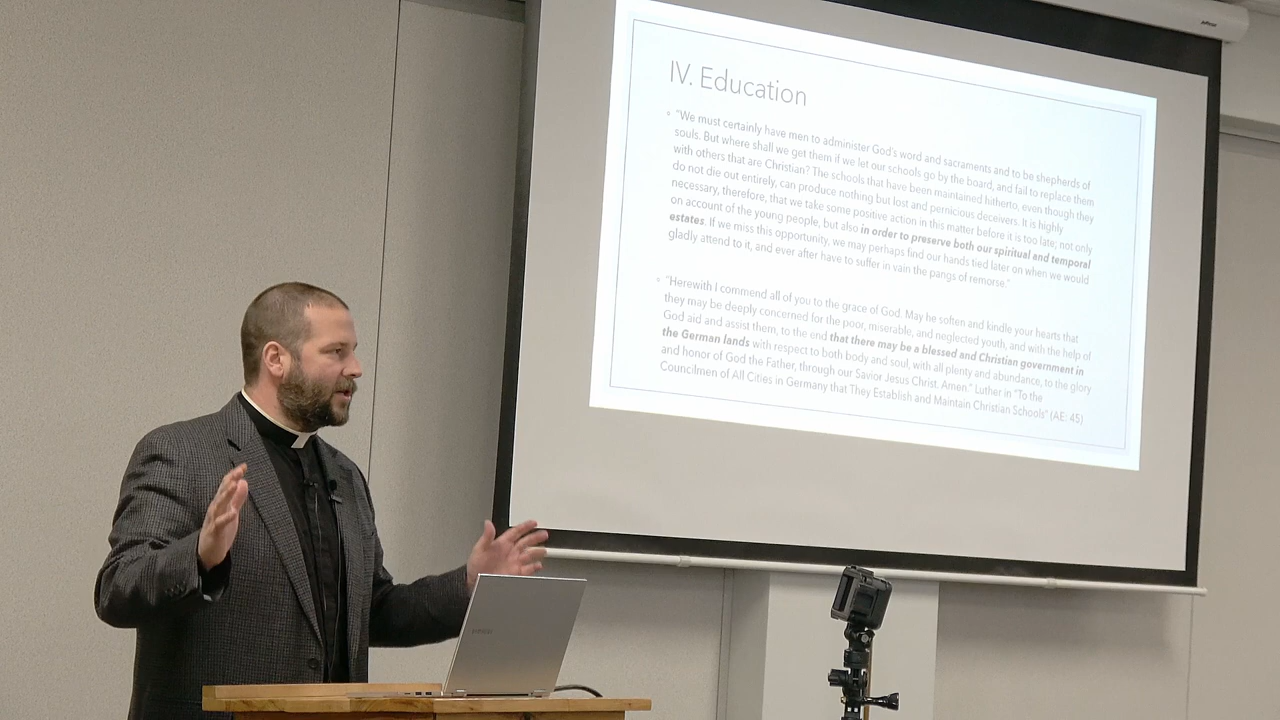 IV. Education
"We must certainly have men to administer God's word and sacraments and to be shepherds of
souls. But where shall we get them if we let our schools go by the board, and fail to replace them
with others that are Christian? The schools that have been maintained hitherto, even though they
do not die out entirely, can produce nothing but lost and pernicious deceivers. It is highly
necessary, therefore, that we take some positive action in this matter before it is too late; not only
on account of the young people, but also in order to preserve both our spiritual and temporal
estates. If we miss this opportunity, we may perhaps find our hands tied later on when we would
gladly attend to it, and ever after have to suffer in vain the pangs of remorse."
"Herewith I commend all of you to the grace of God. May he soften and kindle your hearts that
they may be deeply concerned for the poor, miserable, and neglected youth, and with the help of
God aid and assist them, to the end that there may be a blessed and Christian government in
the German lands with respect to both body and soul, with all plenty and abundance, to the glory
and honor of God the Father, through our Savior Jesus Christ. Amen." Luther in "To the
Councilmen of All Cities in Germany that They Establish and Maintain Christian Schools" (AE: 45)